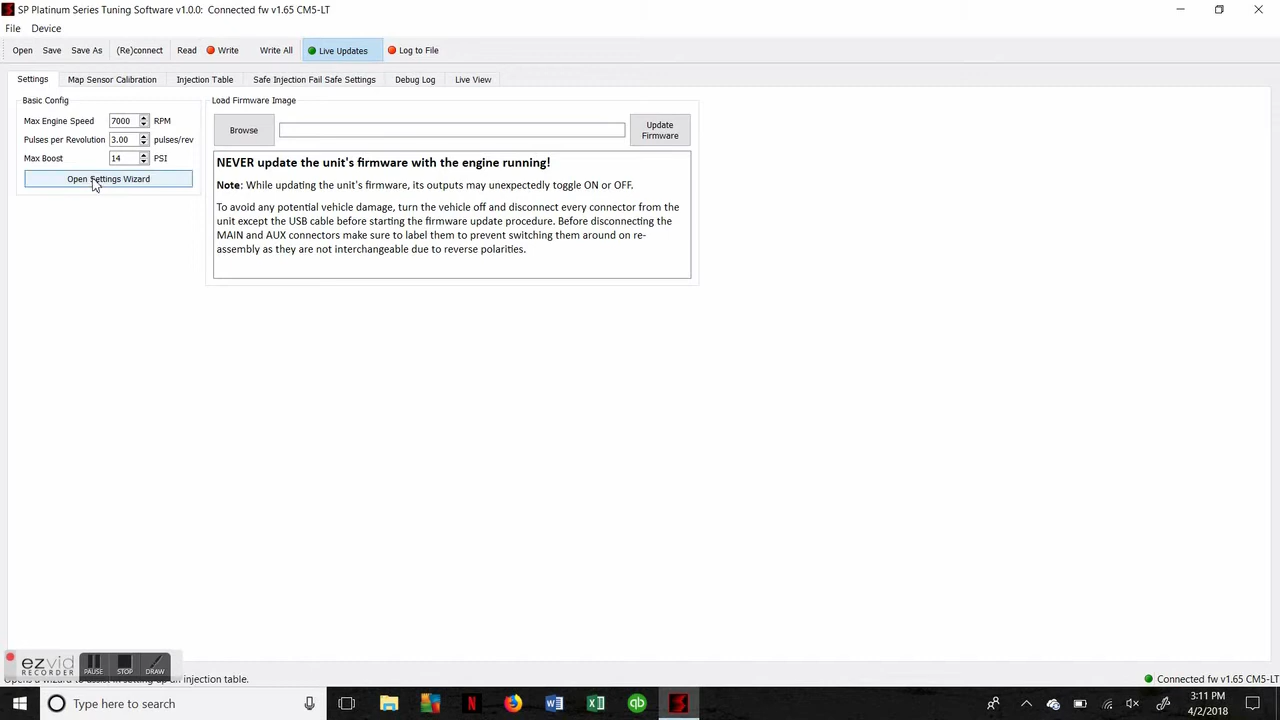 SP Platinum Series Tuning Software v1.0.0: Connected fw v1.65 CM5-LT
File Device
Open Save Save As (Re)connect Read Write Write All Live Updates Log to File
Settings Map Sensor Calibration Injection Table Safe Injection Fail Safe Settings Debug Log Live View
Basic Config
Max Engine Speed 7000 RPM
Pulses per Revolution 3.00 pulses/rev
Max Boost 14 PSI
Open Settings Wizard
Load Firmware Image
Browse
Update
Firmware
NEVER update the unit's firmware with the engine running!
Note: While updating the unit's firmware, its outputs may unexpectedly toggle ON or OFF.
To avoid any potential vehicle damage, turn the vehicle off and disconnect every connector from the
unit except the USB cable before starting the firmware update procedure. Before disconnecting the
MAIN and AUX connectors make sure to label them to prevent switching them around on re-
assembly as they are not interchangeable due to reverse polarities.
ezvid
RECORDER
PAUSE STOP DRAW
Opens a wizard to assist in setting up an injection table.
Connected fw v1.65 CM5-LT
Type here to search
3:11 PM
4/2/2018